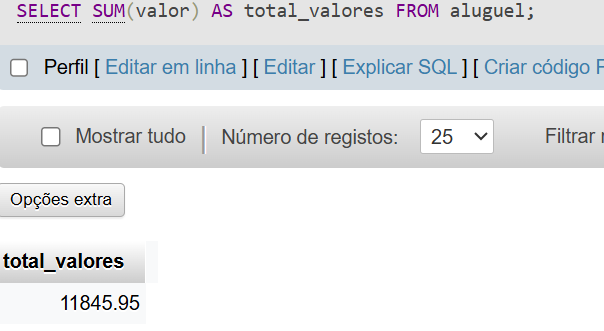 SELECT SUM(valor) AS total_valores FROM aluguel;
Perfil [ Editar em linha ] [ Editar ] [ Explicar SQL ] [ Criar código
Mostrar tudo | Número de registos: 25 Filtrar
Opções extra
total_valores
11845.95